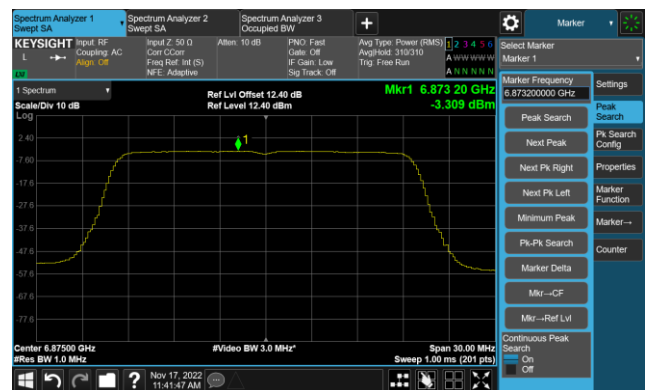 Spectrum Analyzer 1
Swept SA
Spectrum Analyzer 2
Swept SA
Spectrum Analyzer 3
Occupied BW
+
Marker
KEYSIGHT
L
Input: RF
Coupling: AC
Align: Off
Input Z: 50 Ω
Corr CCorr
Freq Ref: Int (S)
NFE: Adaptive
Atten: 10 dB
PNO: Fast
Gate: Off
IF Gain: Low
Sig Track: Off
Avg Type: Power (RMS)
Avg|Hold: 310/310
Trig: Free Run
1 2 3 4 5 6
A W W W W W
A N N N N N
Select Marker
Marker 1
1 Spectrum
Scale/Div 10 dB
Log
Ref Lvl Offset 12.40 dB
Ref Level 12.40 dBm
Mkr1 6.873 20 GHz
-3.309 dBm
1
2.40
-7.60
-17.6
-27.6
-37.6
-47.6
-57.6
-67.6
-77.6
Center 6.87500 GHz
#Res BW 1.0 MHz
#Video BW 3.0 MHz*
Span 30.00 MHz
Sweep 1.00 ms (201 pts)
Marker Frequency
6.873200000 GHz
Peak Search
Next Peak
Next Pk Right
Next Pk Left
Minimum Peak
Pk-Pk Search
Marker Delta
Mkr→CF
Mkr→Ref Lvl
Continuous Peak
Search
On
Off
Settings
Peak
Search
Pk Search
Config
Properties
Marker
Function
Marker→
Counter
?
Nov 17, 2022
11:41:47 AM